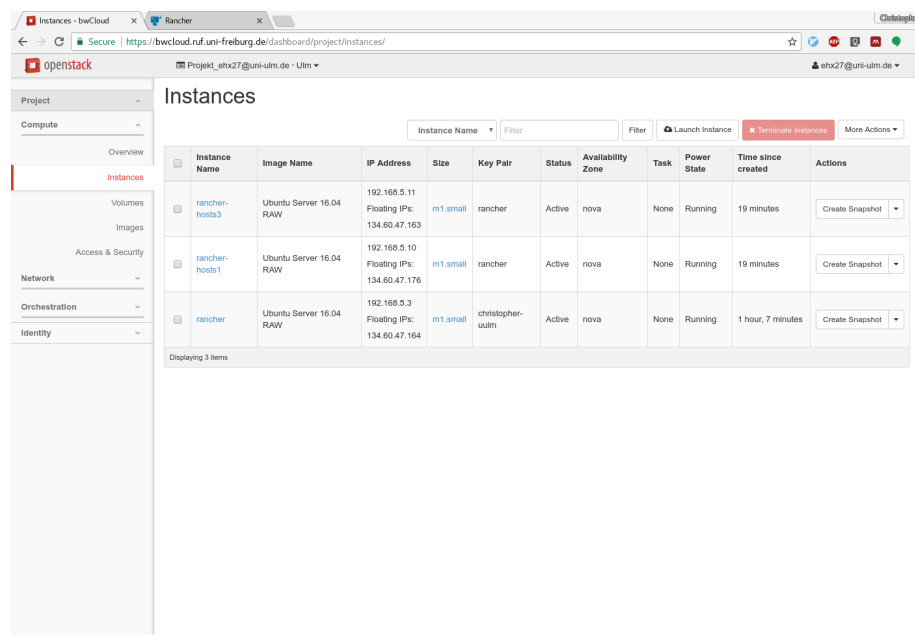 Instances - bwCloud
Rancher
Secure https://bwcloud.ruf.uni-freiburg.de/dashboard/project/instances/
openstack
Projekt_ehx27@uni-ulm.de · Ulm
ehx27@uni-ulm.de
Instances
Project
Compute
Overview
Instances
Volumes
Images
Access & Security
Network
Orchestration
Identity
Instance Name
Filter
Filter
Launch Instance
Terminate Instances
More Actions
Instance Name
Image Name
IP Address
Size
Key Pair
Status
Availability Zone
Task
Power State
Time since created
Actions
rancher-hosts3
Ubuntu Server 16.04 RAW
192.168.5.11
Floating IPs:
134.60.47.163
m1.small
rancher
Active
nova
None
Running
19 minutes
Create Snapshot
rancher-hosts1
Ubuntu Server 16.04 RAW
192.168.5.10
Floating IPs:
134.60.47.176
m1.small
rancher
Active
nova
None
Running
19 minutes
Create Snapshot
rancher
Ubuntu Server 16.04 RAW
192.168.5.3
Floating IPs:
134.60.47.164
m1.small
christopher-uulm
Active
nova
None
Running
1 hour, 7 minutes
Create Snapshot
Displaying 3 items